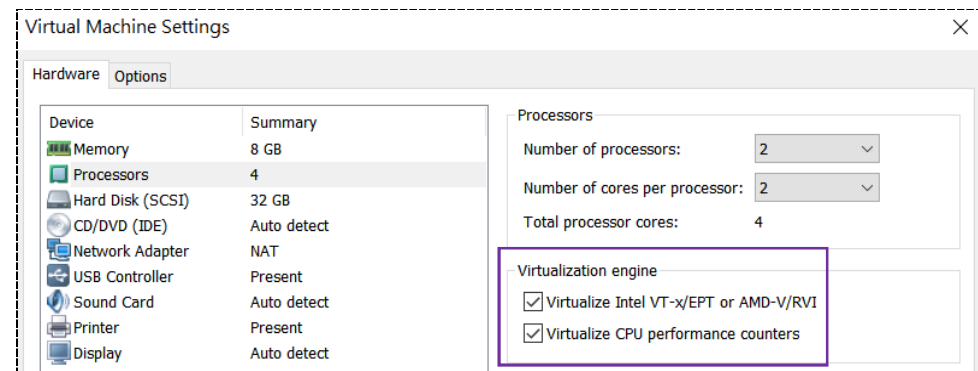 Virtual Machine Settings
Hardware Options
Device Summary
Memory 8 GB
Processors 4
Hard Disk (SCSI) 32 GB
CD/DVD (IDE) Auto detect
Network Adapter NAT
USB Controller Present
Sound Card Auto detect
Printer Present
Display Auto detect
Processors
Number of processors: 2
Number of cores per processor: 2
Total processor cores: 4
Virtualization engine
Virtualize Intel VT-x/EPT or AMD-V/RVI
Virtualize CPU performance counters